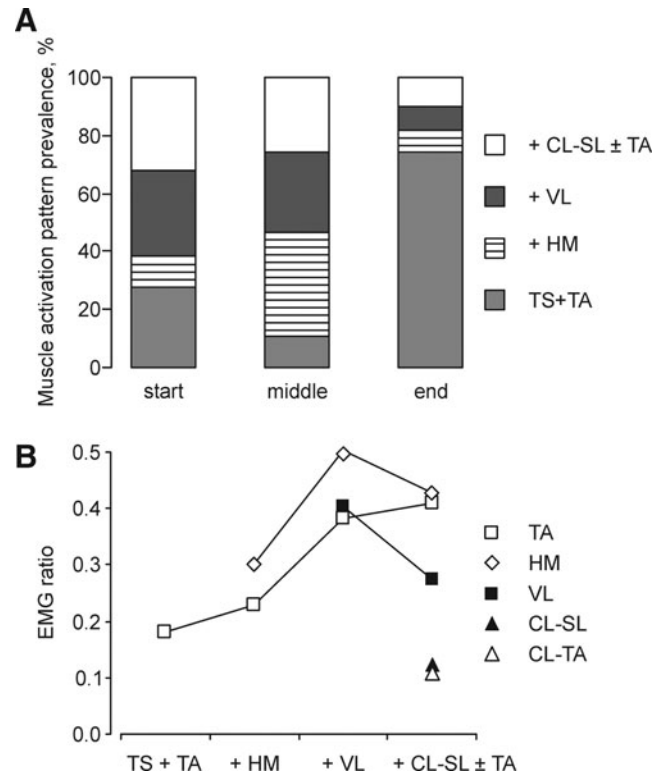 A
Muscle activation pattern prevalence, %
100
80
60
40
20
0
start middle end
+ CL-SL ± TA
+ VL
+ HM
TS+TA
B
EMG ratio
0.5
0.4
0.3
0.2
0.1
0.0
TS + TA + HM + VL + CL-SL ± TA
TA
HM
VL
CL-SL
CL-TA